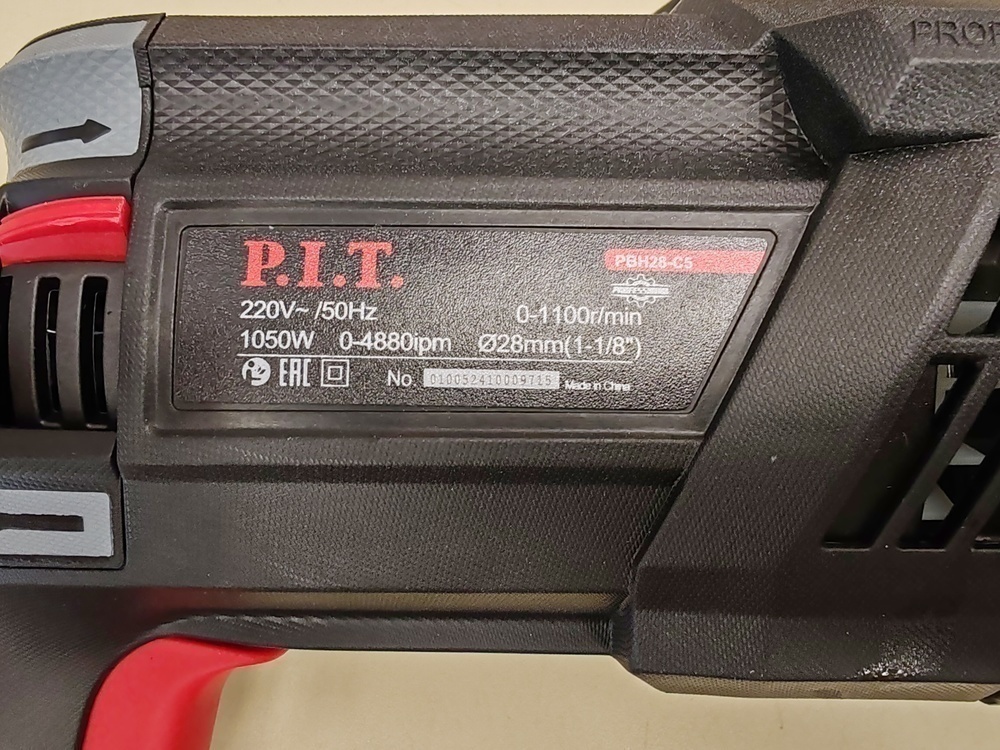 PROF
P.I.T.
PBH28-C5
220V~ /50Hz
0-1100r/min
1050W 0-4880ipm Ø28mm(1-1/8")
EAC No 010052410009715 Made in China